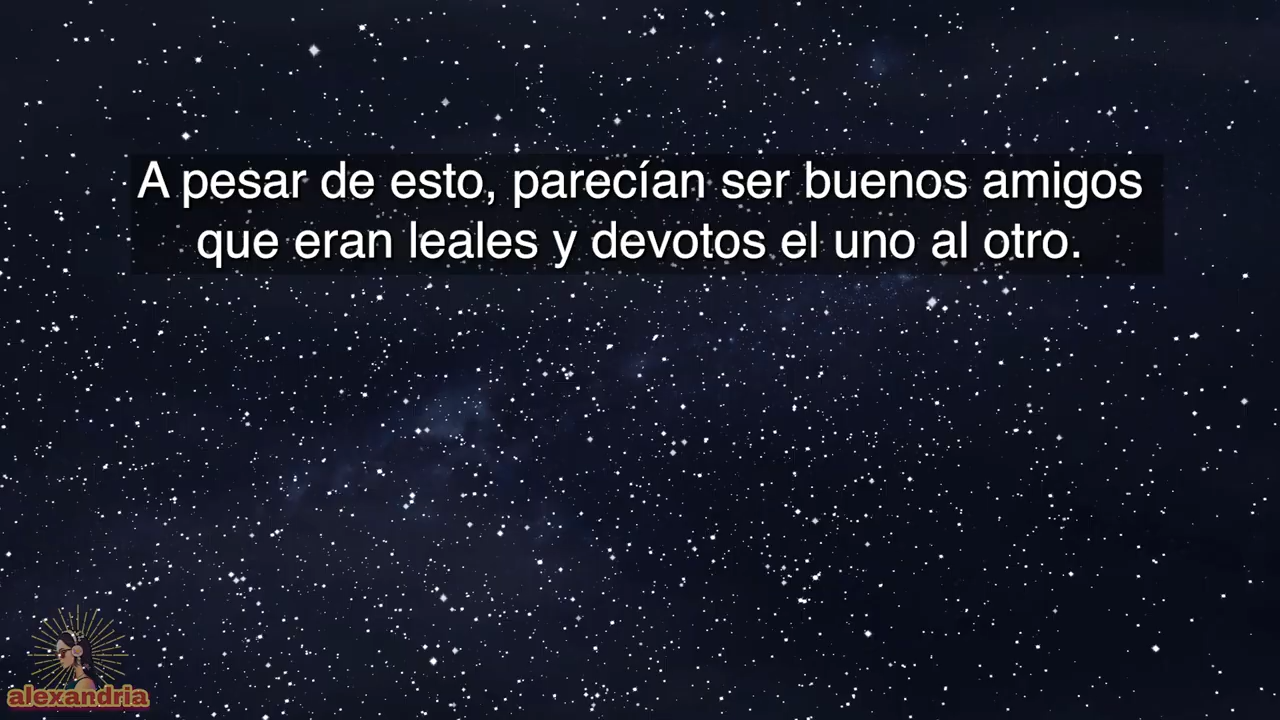 A pesar de esto, parecían ser buenos amigos
que eran leales y devotos el uno al otro.
alexandria